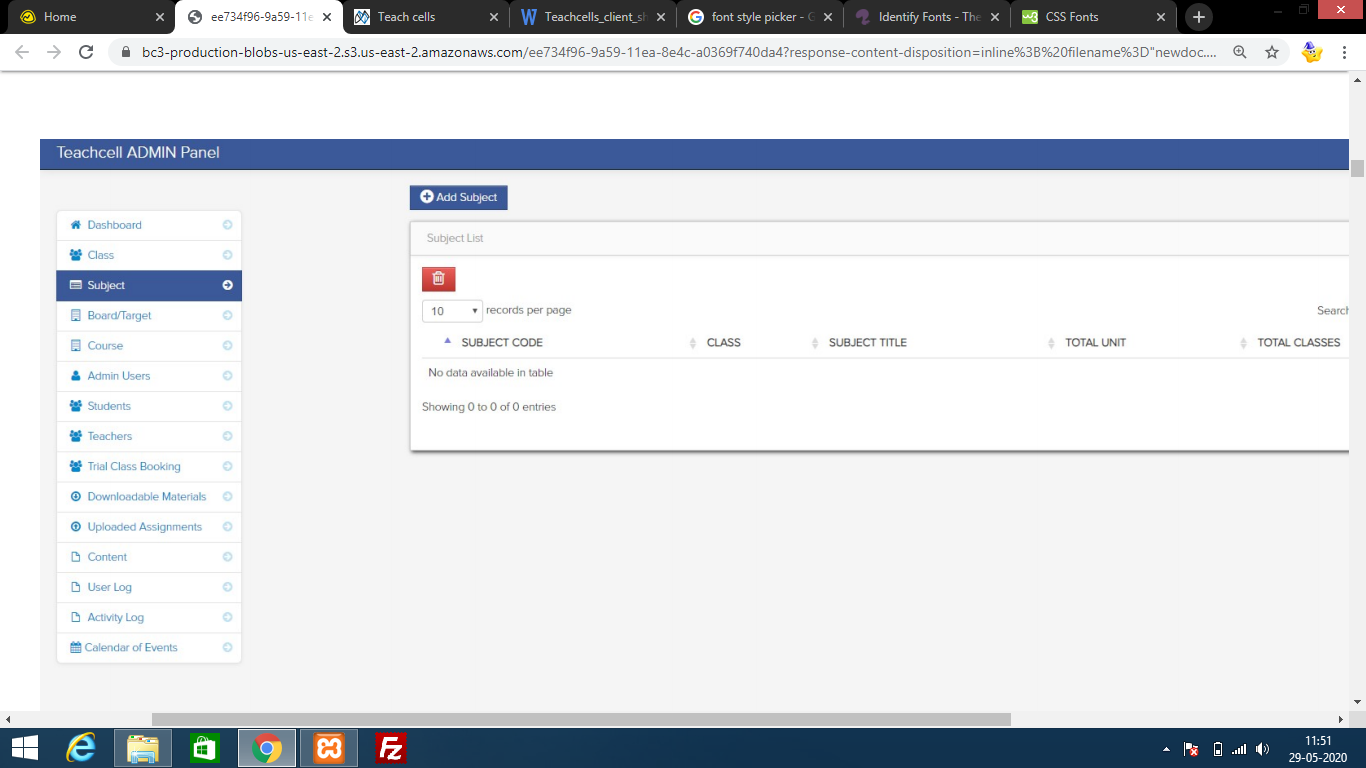 Home
ee734f96-9a59-11e
Teach cells
Teachcells_client_sh
font style picker - G
Identify Fonts - The
CSS Fonts
bc3-production-blobs-us-east-2.s3.us-east-2.amazonaws.com/ee734f96-9a59-11ea-8e4c-a0369f740da4?response-content-disposition=inline%3B%20filename%3D"newdoc....
Teachcell ADMIN Panel
Add Subject
Dashboard
Class
Subject
Board/Target
Course
Admin Users
Students
Teachers
Trial Class Booking
Downloadable Materials
Uploaded Assignments
Content
User Log
Activity Log
Calendar of Events
Subject List
10 records per page
Search
SUBJECT CODE CLASS SUBJECT TITLE TOTAL UNIT TOTAL CLASSES
No data available in table
Showing 0 to 0 of 0 entries
11:51
29-05-2020